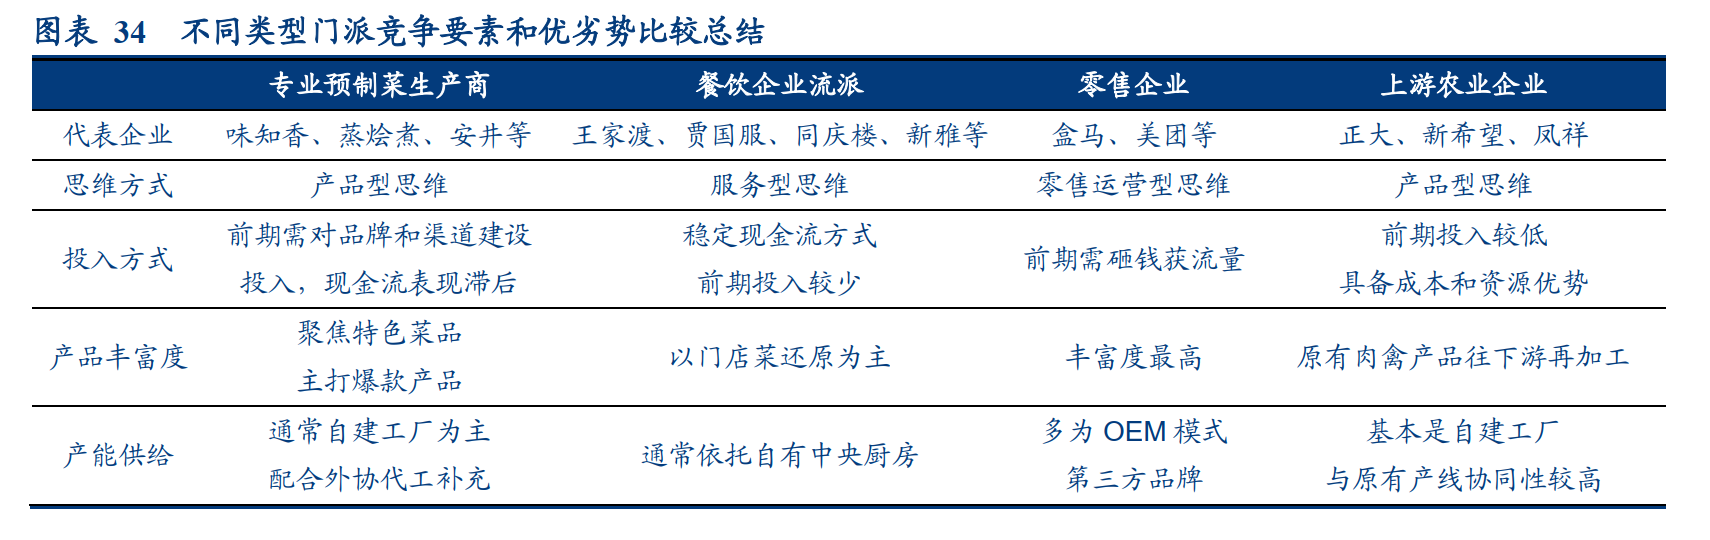 图表 34 不同类型门派竞争要素和优劣势比较总结
专业预制菜生产商 餐饮企业流派 零售企业 上游农业企业
代表企业 味知香、蒸烩煮、安井等 王家渡、贾国服、同庆楼、新雅等 盒马、美团等 正大、新希望、凤祥
思维方式 产品型思维 服务型思维 零售运营型思维 产品型思维
投入方式 前期需对品牌和渠道建设
投入，现金流表现滞后
稳定现金流方式
前期投入较少
前期需砸钱获流量
前期投入较低
具备成本和资源优势
产品丰富度 聚焦特色菜品
主打爆款产品
以门店菜还原为主
丰富度最高
原有肉禽产品往下游再加工
产能供给 通常自建工厂为主
配合外协代工补充
通常依托自有中央厨房
多为 OEM 模式
第三方品牌
基本是自建工厂
与原有产线协同性较高